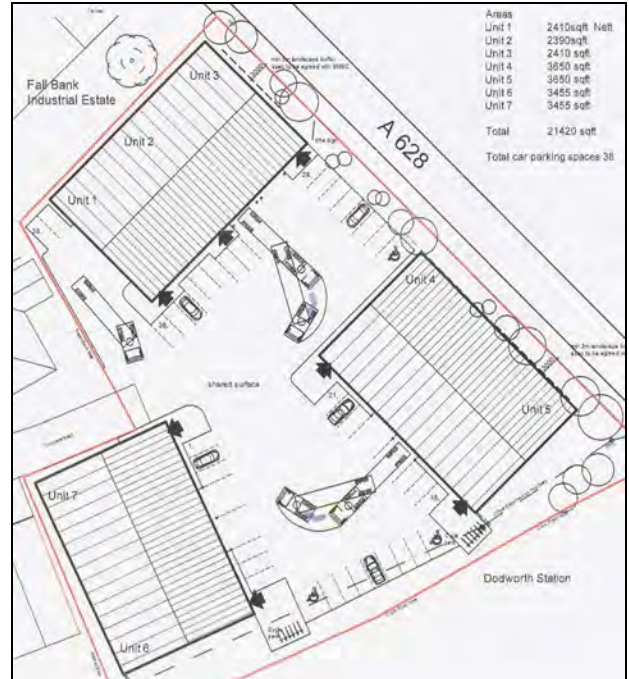 Areas
Unit 1 2410sqft Nett
Unit 2 2390sqft
Unit 3 2410 sqft
Unit 4 3650 sqft
Unit 5 3650 sqft
Unit 6 3455 sqft
Unit 7 3455 sqft
Total 21420 sqft
Total car parking spaces 38
Fall Bank
Industrial Estate
A 628
Unit 3
Unit 2
Unit 1
Unit 4
Unit 5
shared surface
Unit 7
Unit 6
Dodworth Station